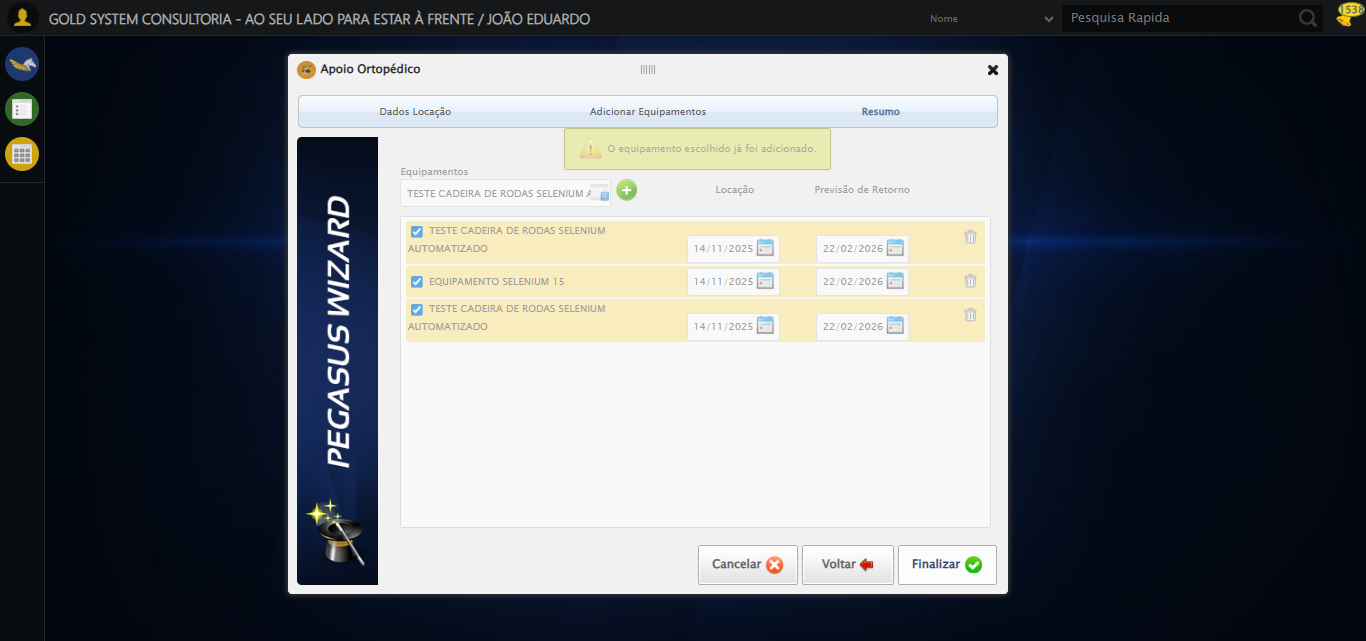 GOLD SYSTEM CONSULTORIA - AO SEU LADO PARA ESTAR À FRENTE / JOÃO EDUARDO
Nome
Pesquisa Rapida
1538
Apoio Ortopédico
Dados Locação
Adicionar Equipamentos
Resumo
O equipamento escolhido já foi adicionado.
Equipamentos
TESTE CADEIRA DE RODAS SELENIUM A
Locação
Previsão de Retorno
TESTE CADEIRA DE RODAS SELENIUM
AUTOMATIZADO
14/11/2025
22/02/2026
EQUIPAMENTO SELENIUM 15
14/11/2025
22/02/2026
TESTE CADEIRA DE RODAS SELENIUM
AUTOMATIZADO
14/11/2025
22/02/2026
PEGASUS WIZARD
Cancelar
Voltar
Finalizar